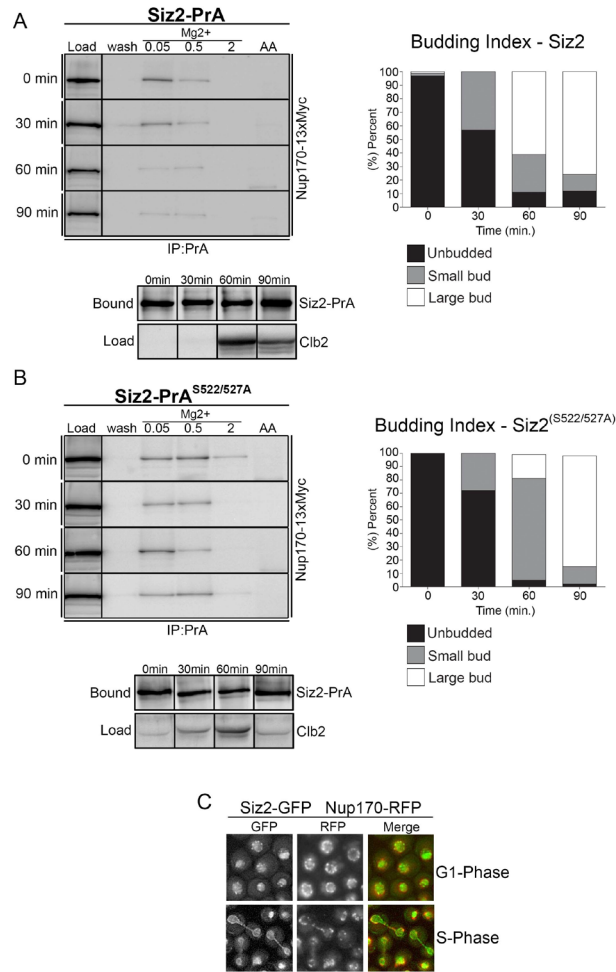 A
Siz2-PrA
Mg2+
Load wash 0.05 0.5 2 AA
0 min
30 min
60 min
90 min
Nup170-13xMyc
IP:PrA
0min 30min 60min 90min
Bound Siz2-PrA
Load Clb2
Budding Index - Siz2
(%) Percent
100
90
80
70
60
50
40
30
20
10
0
0 30 60 90
Time (min.)
Unbudded
Small bud
Large bud
B
Siz2-PrA^S522/527A
Mg2+
Load wash 0.05 0.5 2 AA
0 min
30 min
60 min
90 min
Nup170-13xMyc
IP:PrA
0min 30min 60min 90min
Bound Siz2-PrA
Load Clb2
Budding Index - Siz2^(S522/527A)
(%) Percent
100
90
80
70
60
50
40
30
20
10
0
0 30 60 90
Time (min.)
Unbudded
Small bud
Large bud
C
Siz2-GFP Nup170-RFP
GFP RFP Merge
G1-Phase
S-Phase